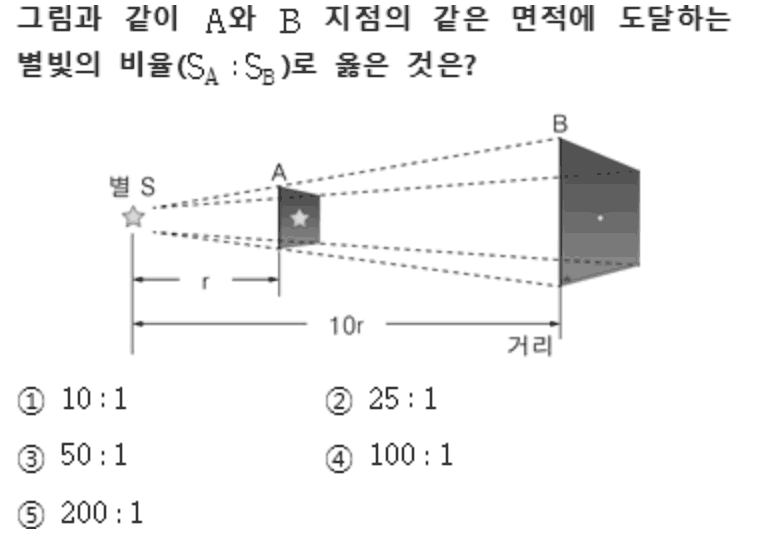 그림과 같이 A와 B 지점의 같은 면적에 도달하는
별빛의 비율(S_A : S_B)로 옳은 것은?
B
A
별 S
r
10r
거리
① 10 : 1
② 25 : 1
③ 50 : 1
④ 100 : 1
⑤ 200 : 1